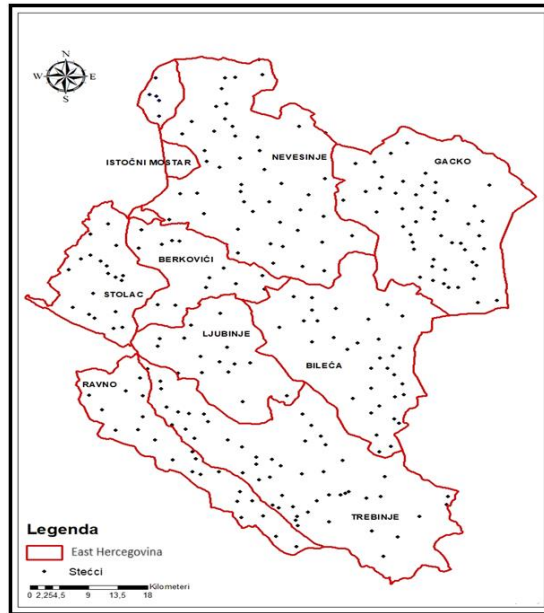 N
W E
S
ISTOČNI MOSTAR
NEVESINJE
GACKO
BERKOVIĆI
STOLAC
LJUBINJE
BILEĆA
RAVNO
TREBINJE
Legenda
East Hercegovina
Stećci
Kilometeri
0 2,254,5 9 13,5 18